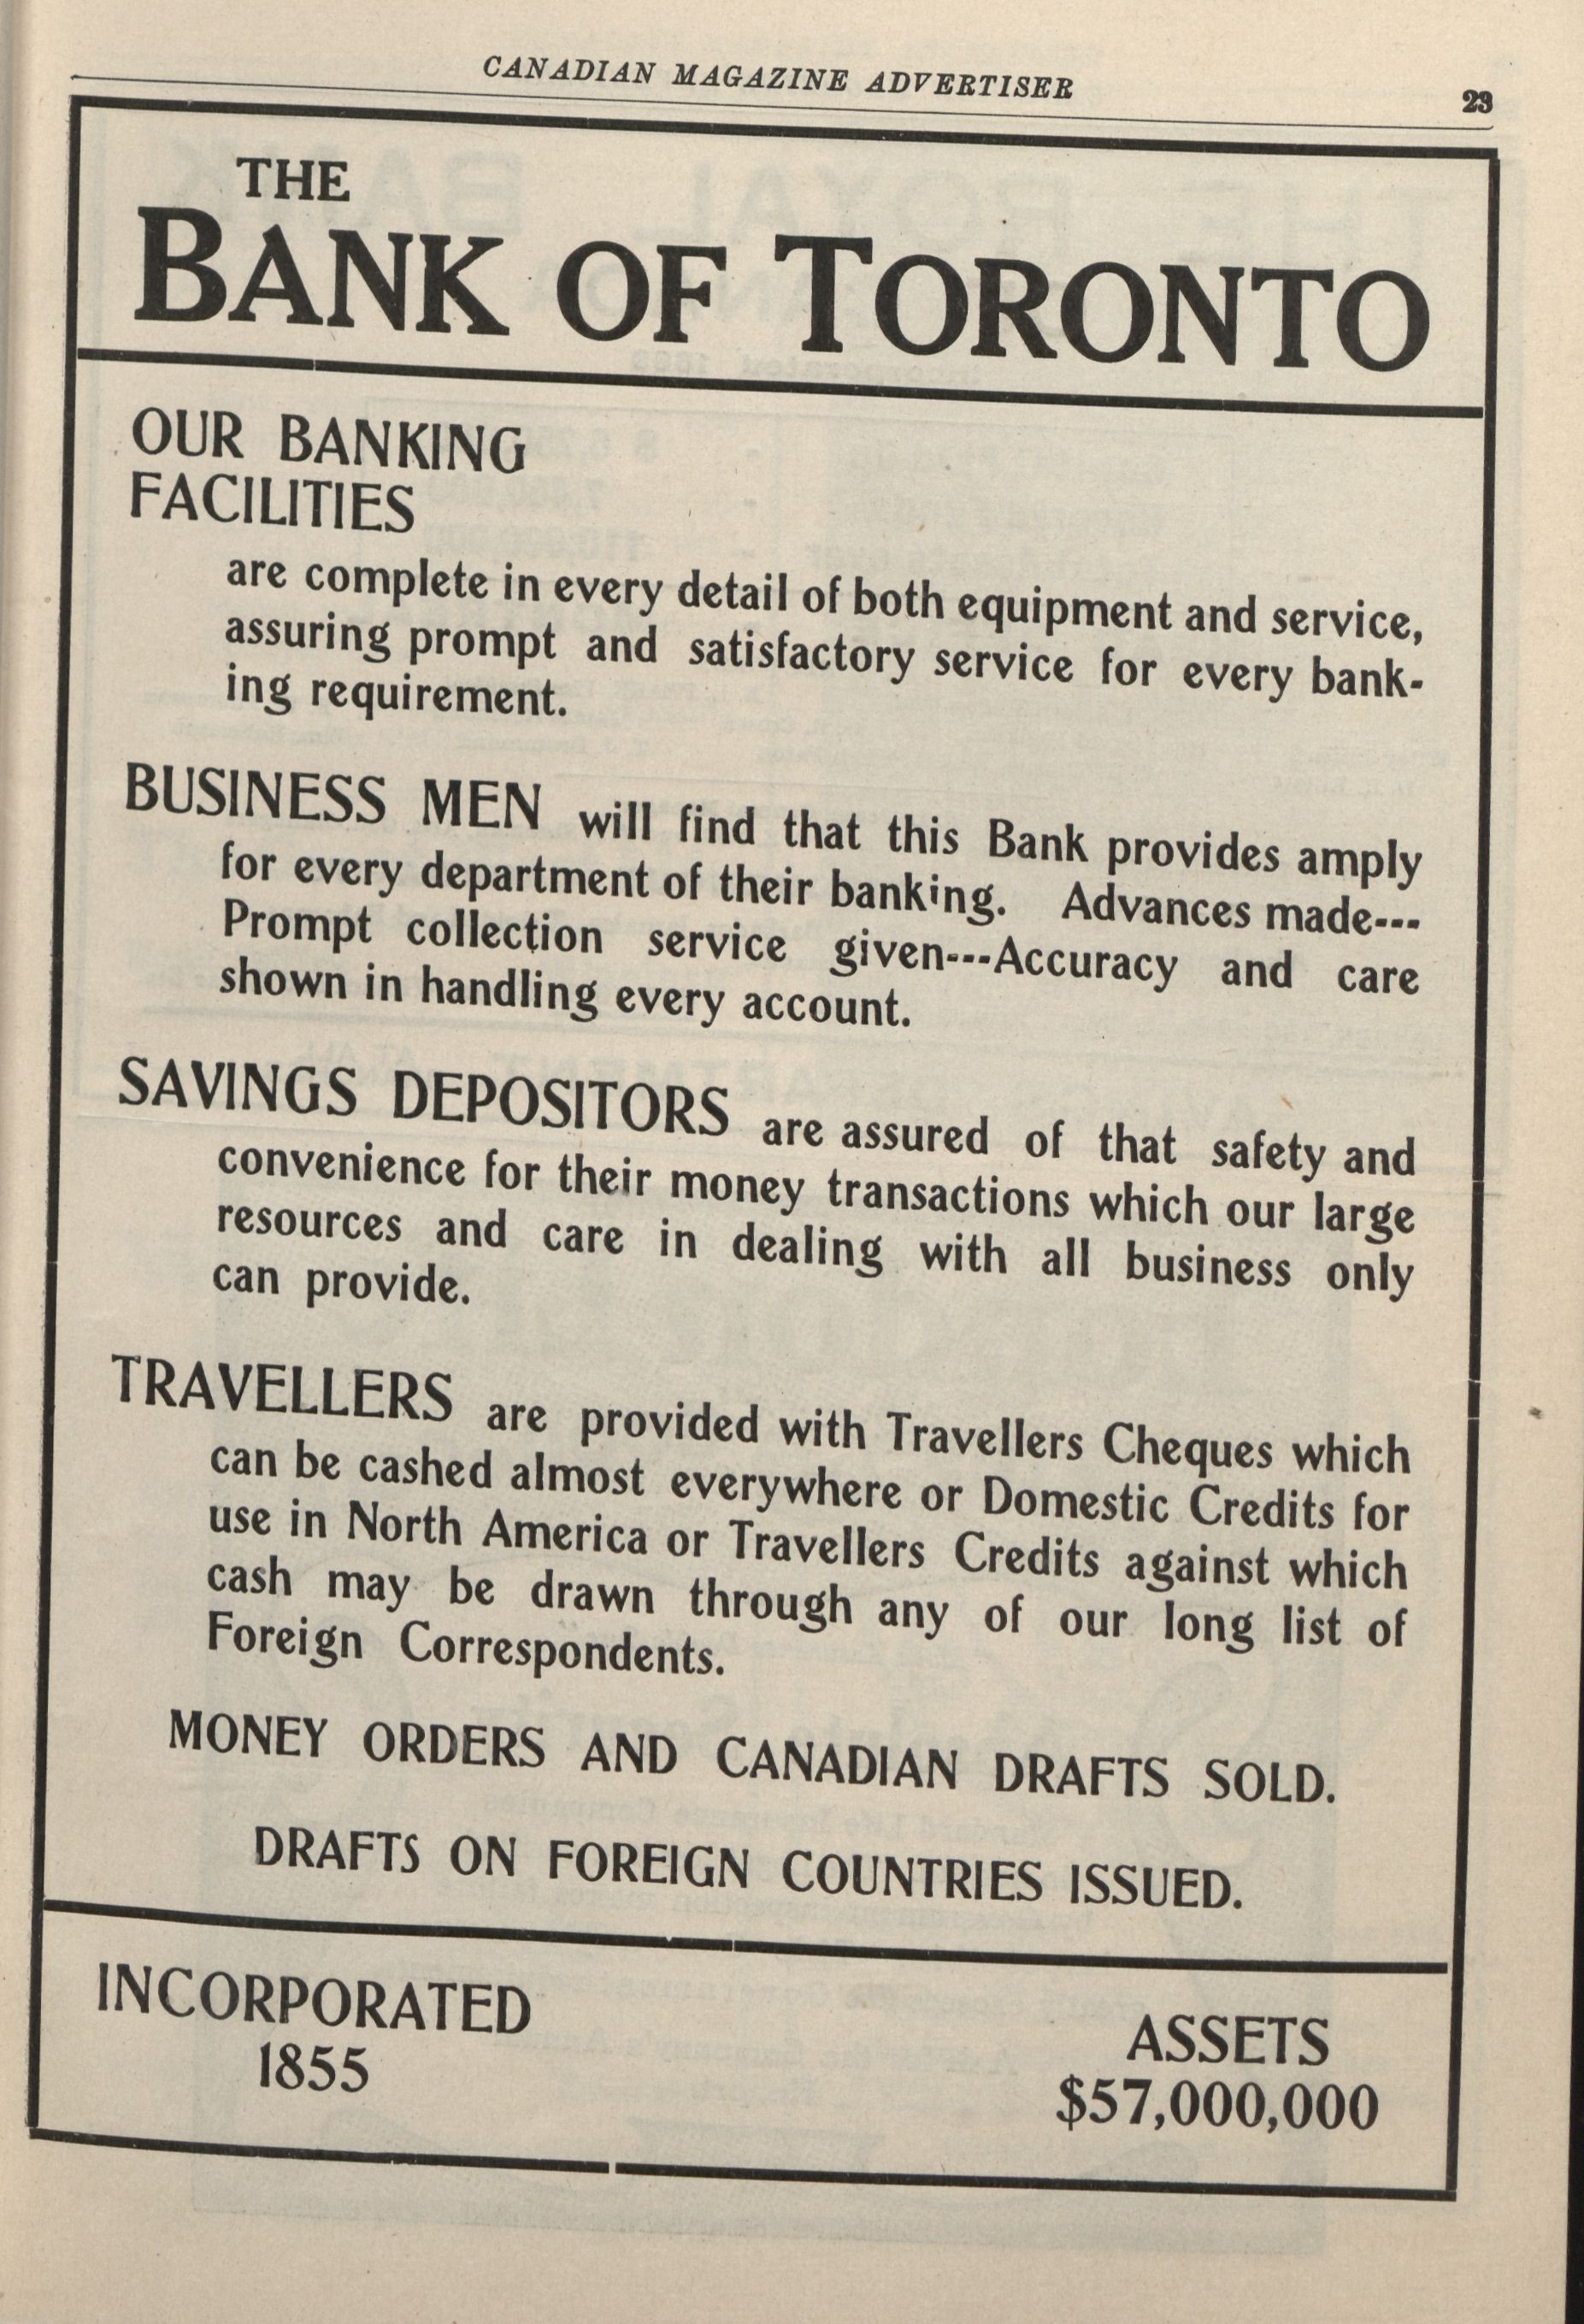 CANADIAN MAGAZINE ADVERTISER 23
THE
BANK OF TORONTO
OUR BANKING
FACILITIES
are complete in every detail of both equipment and service,
assuring prompt and satisfactory service for every bank-
ing requirement.
BUSINESS MEN will find that this Bank provides amply
for every department of their banking. Advances made---
Prompt collection service given---Accuracy and care
shown in handling every account.
SAVINGS DEPOSITORS are assured of that safety and
convenience for their money transactions which our large
resources and care in dealing with all business only
can provide.
TRAVELLERS are provided with Travellers Cheques which
can be cashed almost everywhere or Domestic Credits for
use in North America or Travellers Credits against which
cash may be drawn through any of our long list of
Foreign Correspondents.
MONEY ORDERS AND CANADIAN DRAFTS SOLD.
DRAFTS ON FOREIGN COUNTRIES ISSUED.
INCORPORATED
1855
ASSETS
$57,000,000